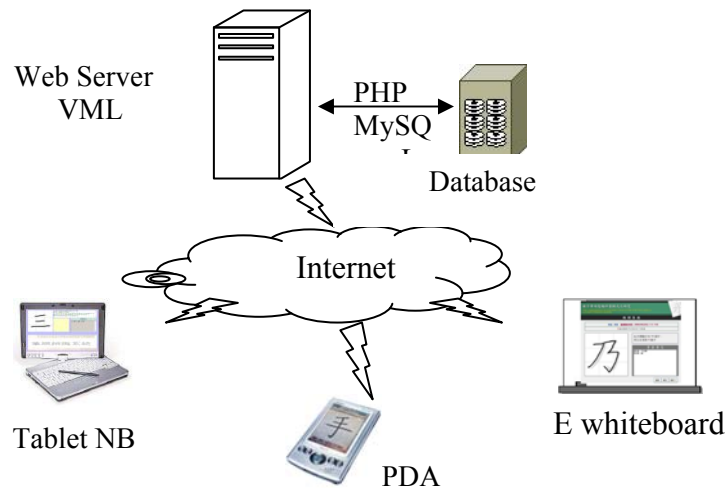 Web Server
VML
PHP
MySQ
Database
Internet
三
乃
手
Tablet NB
E whiteboard
PDA